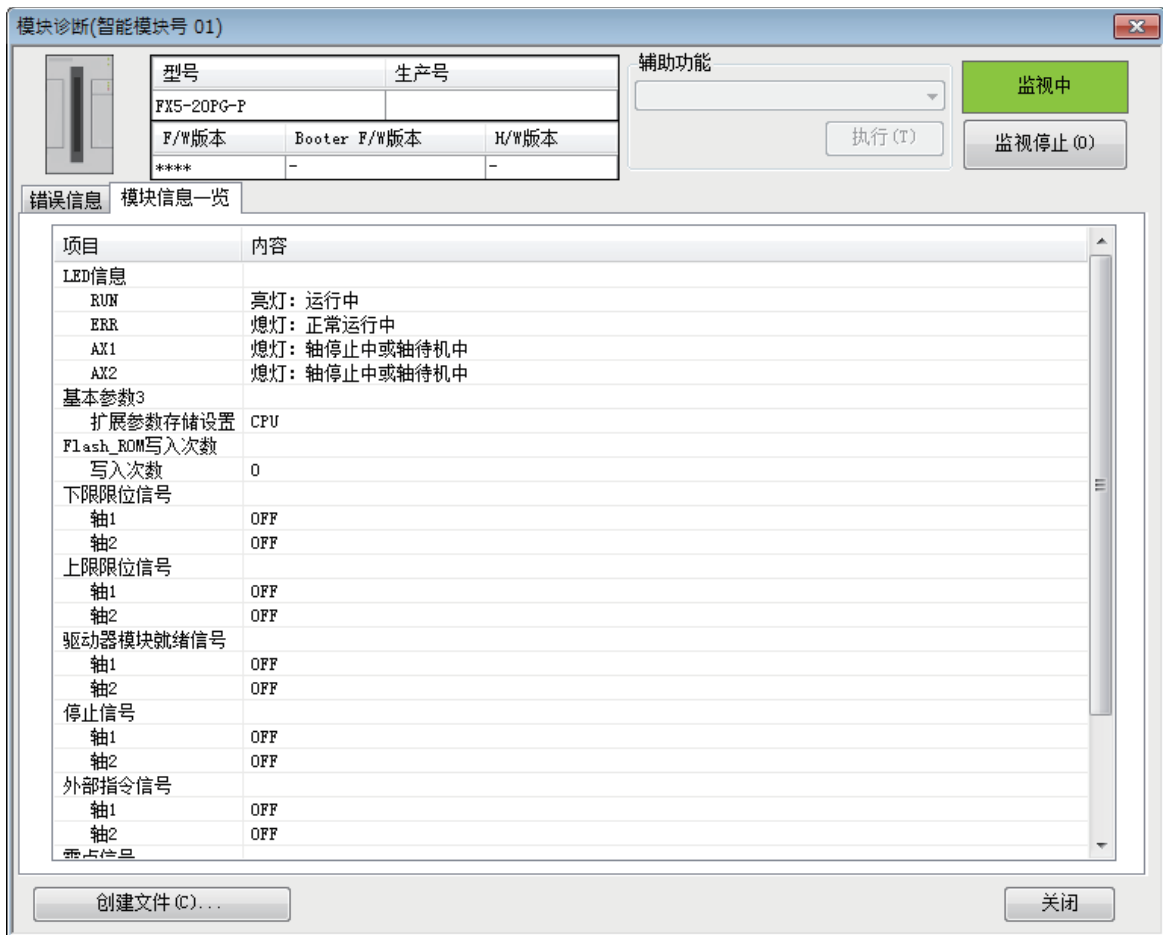 模块诊断(智能模块号 01)
型号 生产号
FX5-20PG-P
F/W版本 Booter F/W版本 H/W版本
**** - -
辅助功能
执行(T)
监视中
监视停止(O)
错误信息 模块信息一览
项目 内容
LED信息
RUN 亮灯：运行中
ERR 熄灯：正常运行中
AX1 熄灯：轴停止中或轴待机中
AX2 熄灯：轴停止中或轴待机中
基本参数3
扩展参数存储设置 CPU
Flash_ROM写入次数
写入次数 0
下限限位信号
轴1 OFF
轴2 OFF
上限限位信号
轴1 OFF
轴2 OFF
驱动器模块就绪信号
轴1 OFF
轴2 OFF
停止信号
轴1 OFF
轴2 OFF
外部指令信号
轴1 OFF
轴2 OFF
零点信号
创建文件(C)... 关闭